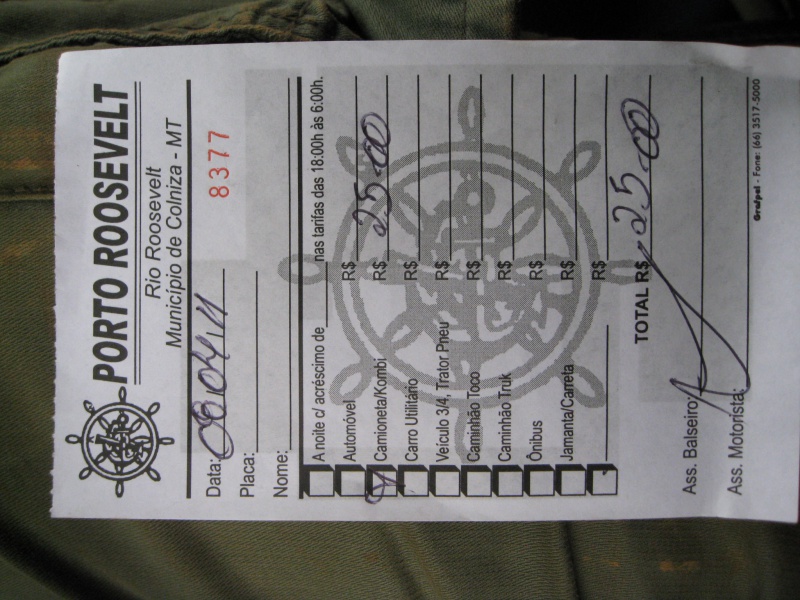 PORTO ROOSEVELT
Rio Roosevelt
Município de Colniza - MT
Data: 08 04 11
8377
Placa:
Nome:
A noite c/ acréscimo de nas tarifas das 18:00h às 6:00h.
Automóvel R$
Camioneta/Kombi R$ 25-00
Carro Utilitário R$
Veículo 3/4, Trator Pneu R$
Caminhão Toco R$
Caminhão Truk R$
Ônibus R$
Jamanta/Carreta R$
R$
TOTAL R$ 25-00
Ass. Balseiro:
Ass. Motorista:
Grafpel - Fone: (66) 3517-5000